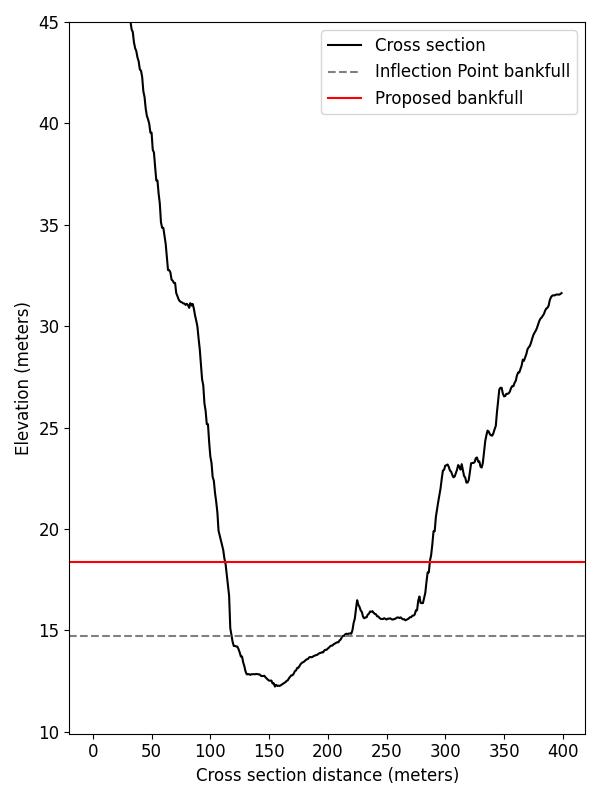 Cross section
Inflection Point bankfull
Proposed bankfull
45
40
35
30
25
20
15
10
Elevation (meters)
0 50 100 150 200 250 300 350 400
Cross section distance (meters)